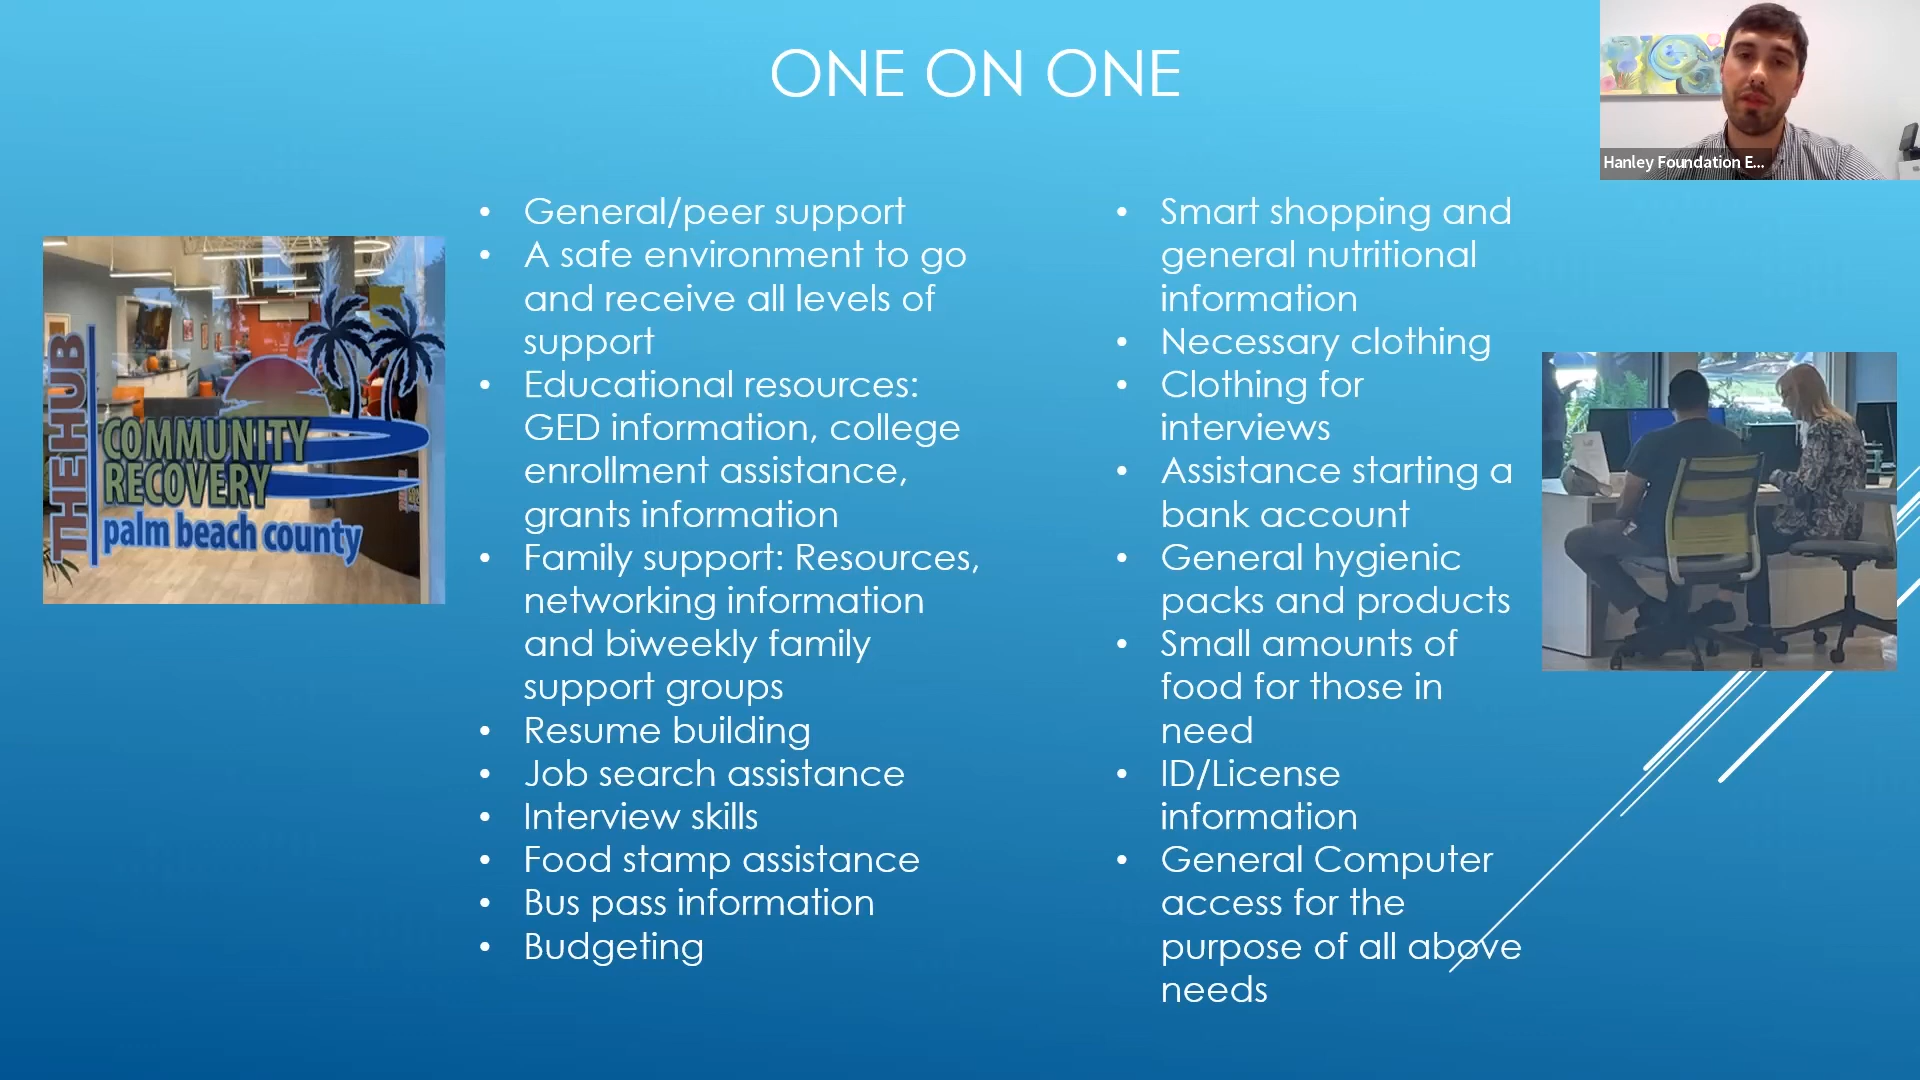 ONE ON ONE
Hanley Foundation E...
THE HUB
COMMUNITY
RECOVERY
palm beach county
• General/peer support
• A safe environment to go
and receive all levels of
support
• Educational resources:
GED information, college
enrollment assistance,
grants information
• Family support: Resources,
networking information
and biweekly family
support groups
• Resume building
• Job search assistance
• Interview skills
• Food stamp assistance
• Bus pass information
• Budgeting
• Smart shopping and
general nutritional
information
• Necessary clothing
• Clothing for
interviews
• Assistance starting a
bank account
• General hygienic
packs and products
• Small amounts of
food for those in
need
• ID/License
information
• General Computer
access for the
purpose of all above
needs